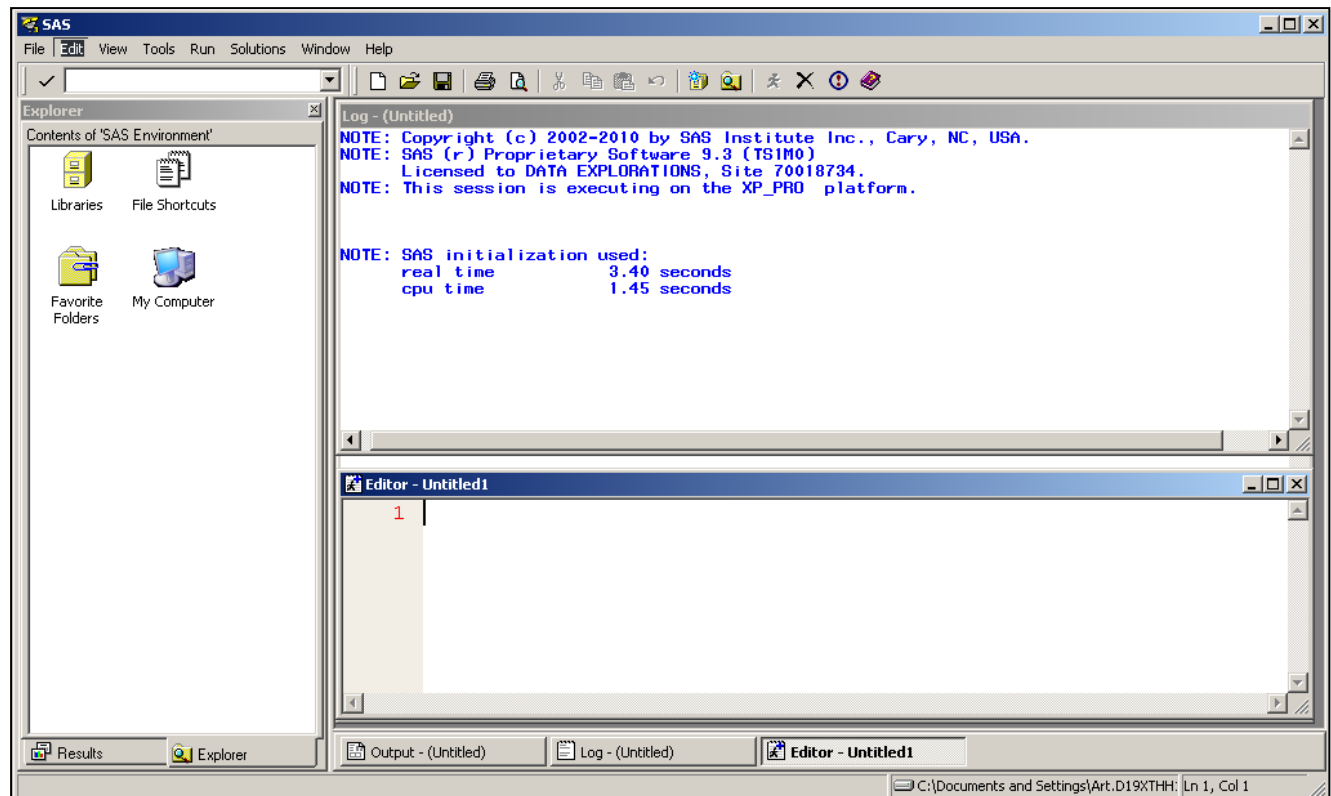 SAS
File Edit View Tools Run Solutions Window Help
Explorer
Contents of 'SAS Environment'
Libraries File Shortcuts
Favorite Folders My Computer
Log - (Untitled)
NOTE: Copyright (c) 2002-2010 by SAS Institute Inc., Cary, NC, USA.
NOTE: SAS (r) Proprietary Software 9.3 (TS1M0)
Licensed to DATA EXPLORATIONS, Site 70018734.
NOTE: This session is executing on the XP_PRO platform.
NOTE: SAS initialization used:
real time 3.40 seconds
cpu time 1.45 seconds
Editor - Untitled1
1
Results Explorer
Output - (Untitled) Log - (Untitled) Editor - Untitled1
C:\Documents and Settings\Art.D19XTHH: Ln 1, Col 1